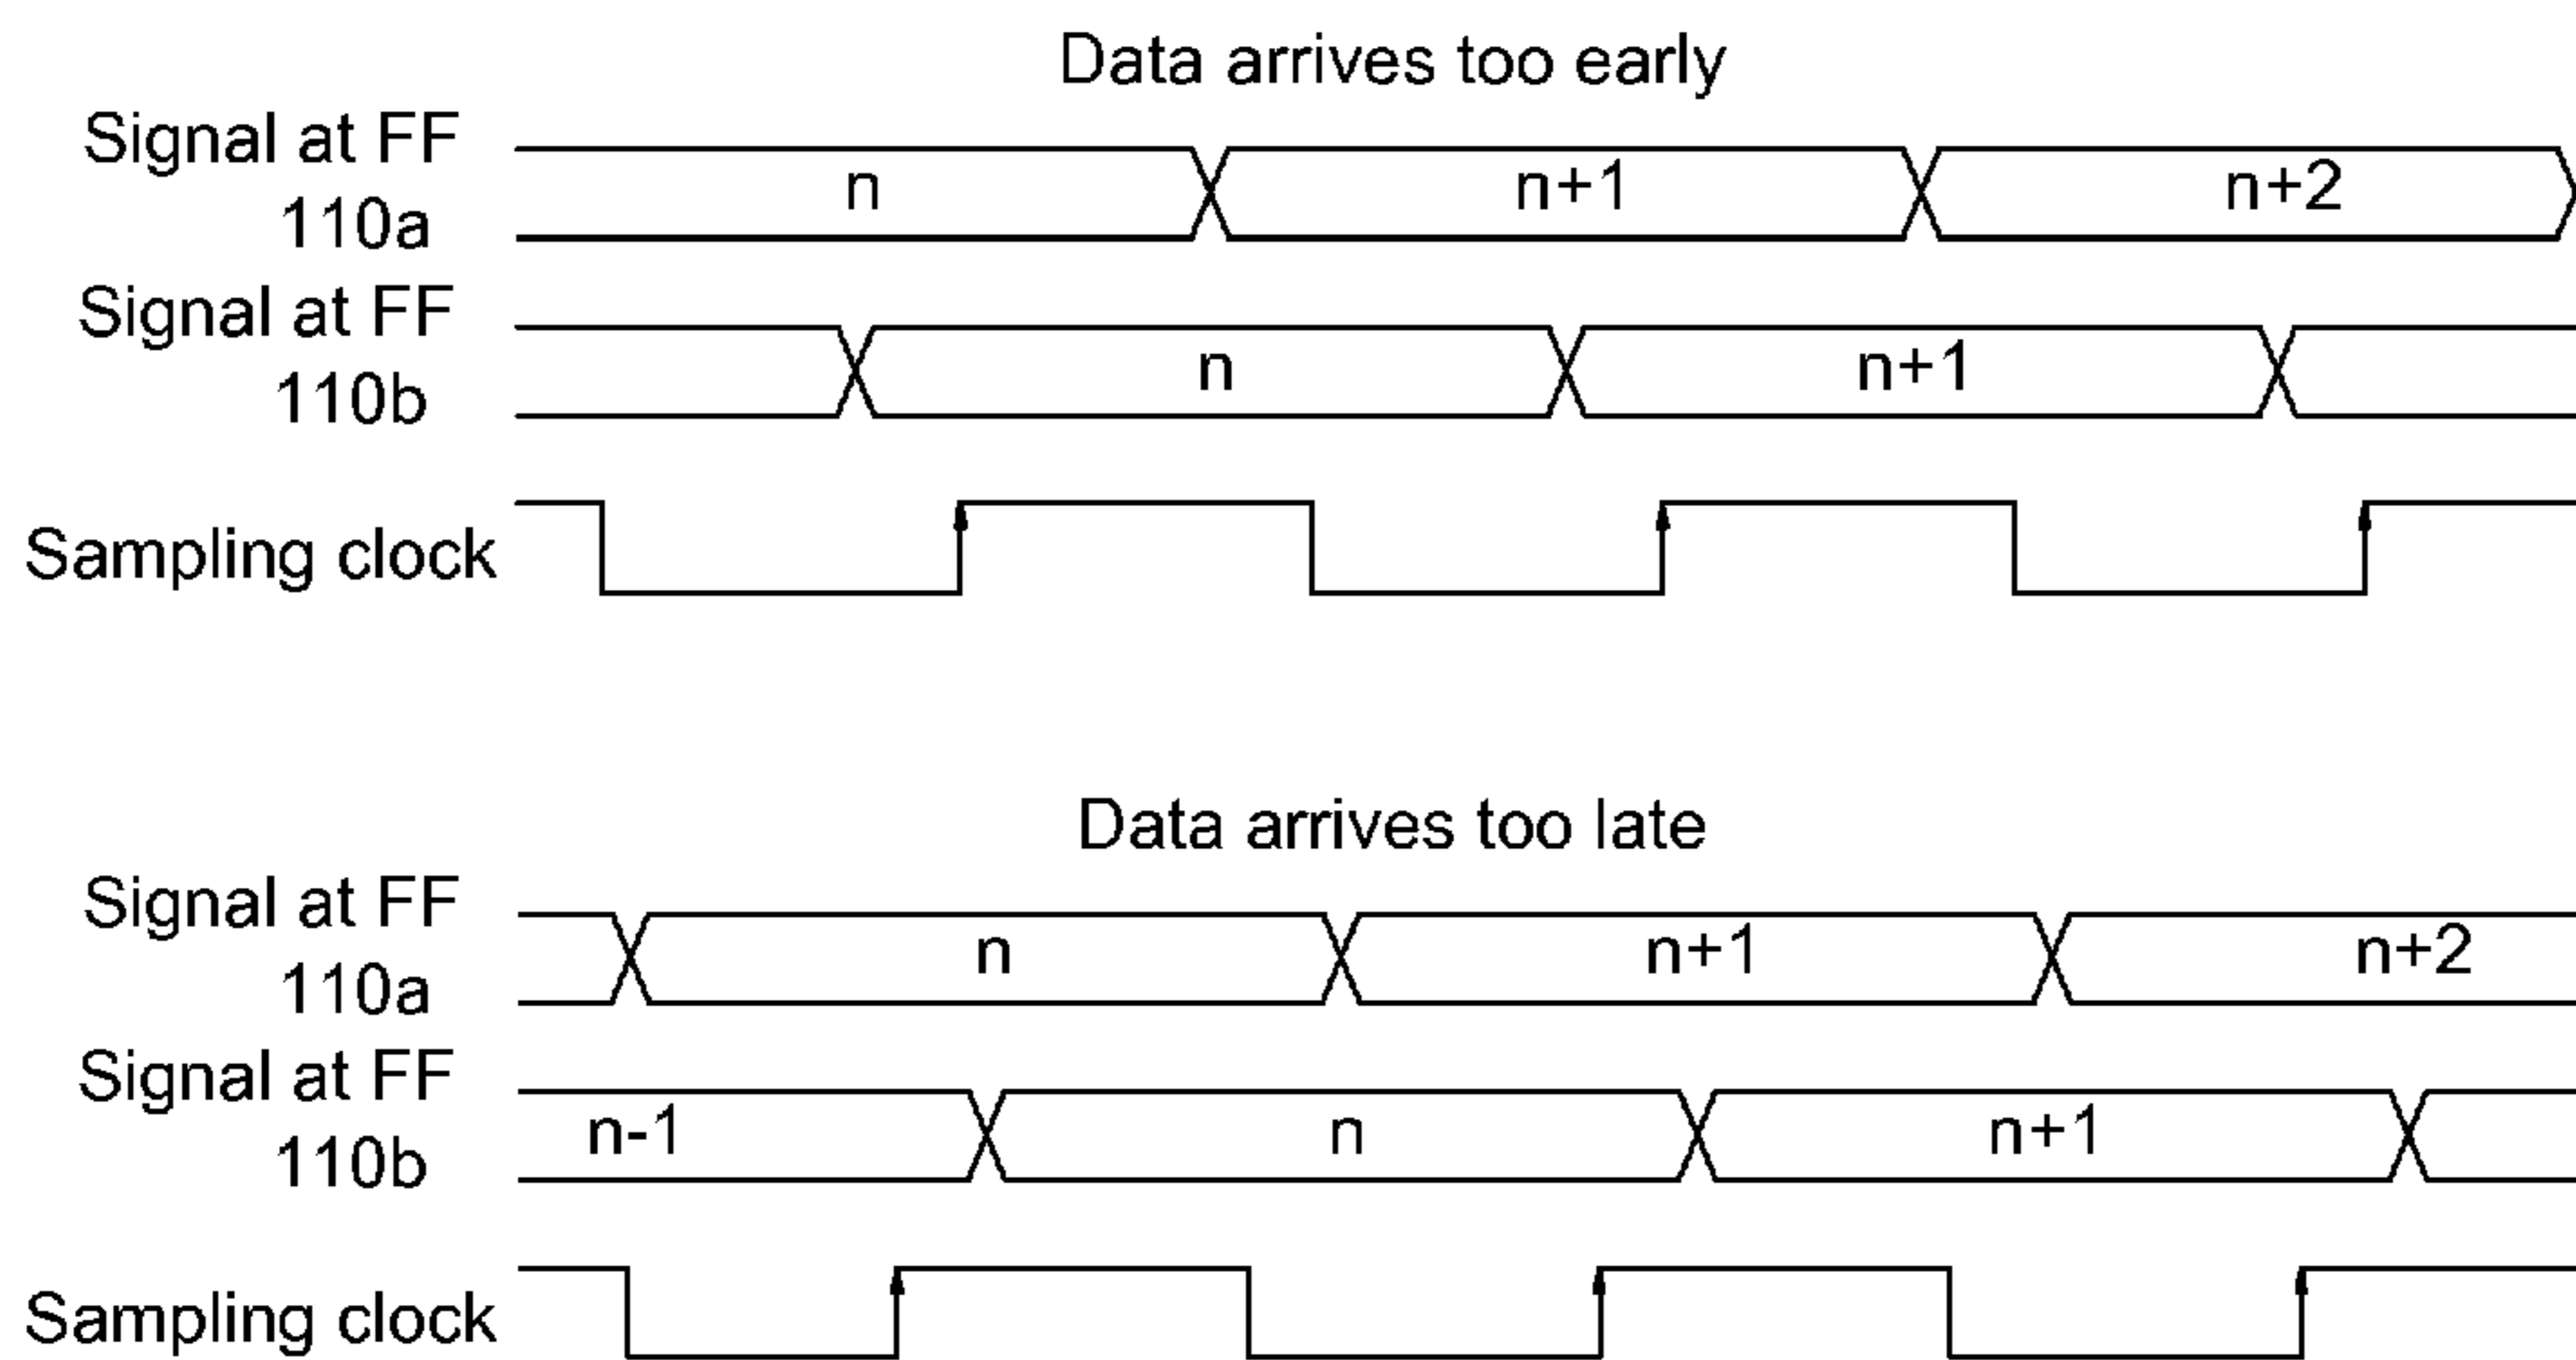 Data arrives too early
Signal at FF
110a
n
n+1
n+2
Signal at FF
110b
n
n+1
Sampling clock
Data arrives too late
Signal at FF
110a
n
n+1
n+2
Signal at FF
110b
n-1
n
n+1
Sampling clock